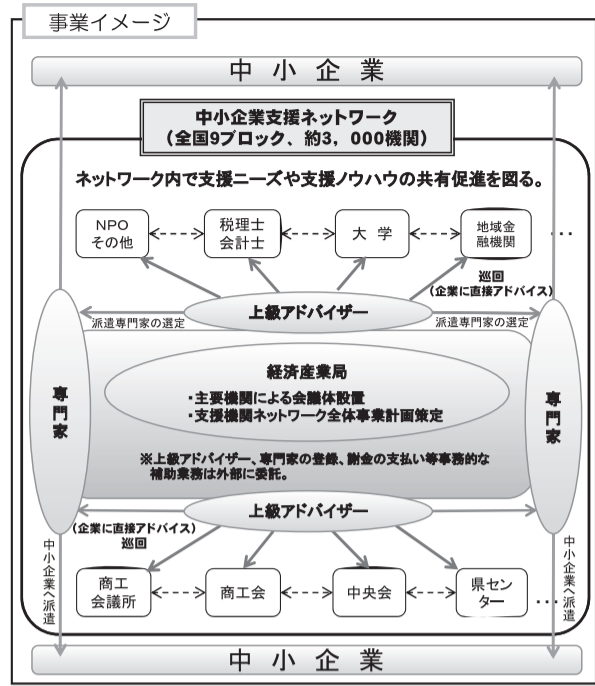 事業イメージ
中小企業
中小企業支援ネットワーク
(全国9ブロック、約3，000機関)
ネットワーク内で支援ニーズや支援ノウハウの共有促進を図る。
NPO
その他
税理士
会計士
大学
地域金
融機関
…
巡回
(企業に直接アドバイス)
上級アドバイザー
派遣専門家の選定
派遣専門家の選定
専門家
専門家
経済産業局
・主要機関による会議体設置
・支援機関ネットワーク全体事業計画策定
※上級アドバイザー、専門家の登録、謝金の支払い等事務的な
補助業務は外部に委託。
上級アドバイザー
(企業に直接アドバイス)
巡回
中小企業へ派遣
中小企業へ派遣
商工
会議所
商工会
中央会
県セン
ター
…
中小企業